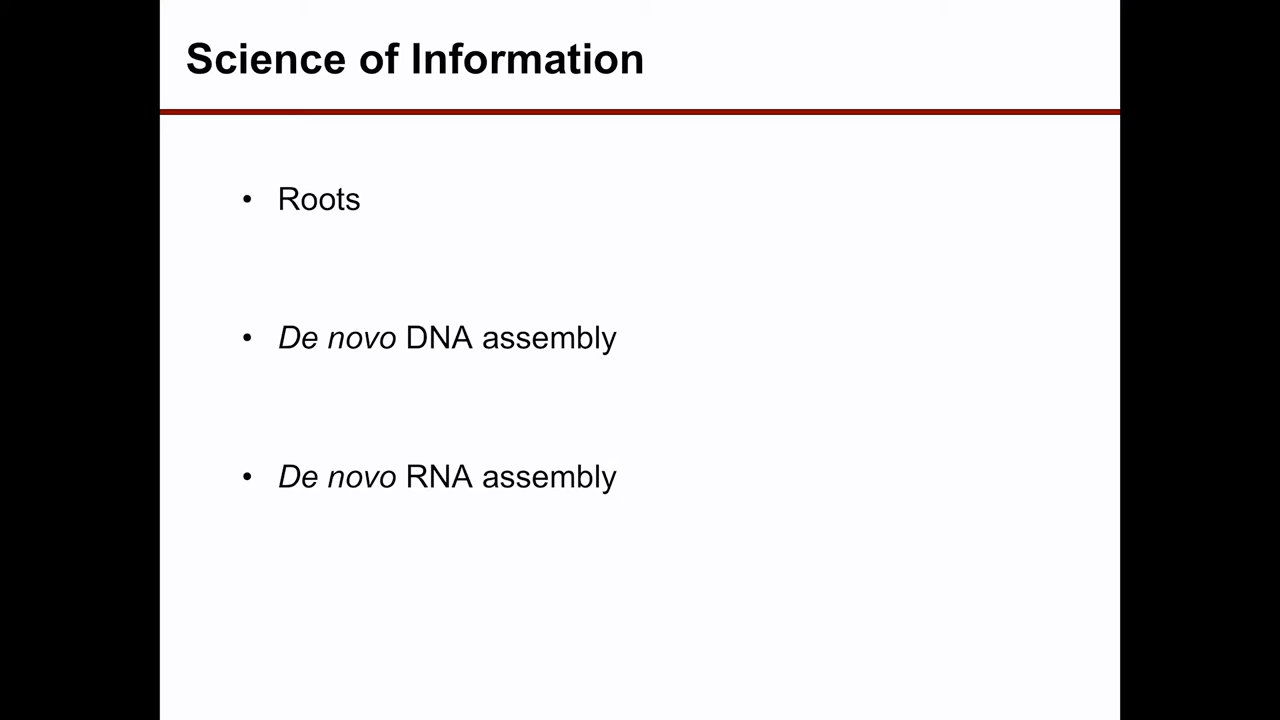 Science of Information
• Roots
• De novo DNA assembly
• De novo RNA assembly